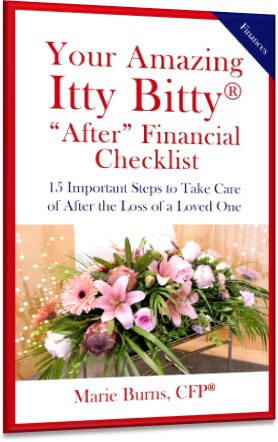 Finances
Your Amazing
Itty Bitty®
“After” Financial
Checklist
15 Important Steps to Take Care
of After the Loss of a Loved One
Marie Burns, CFP®